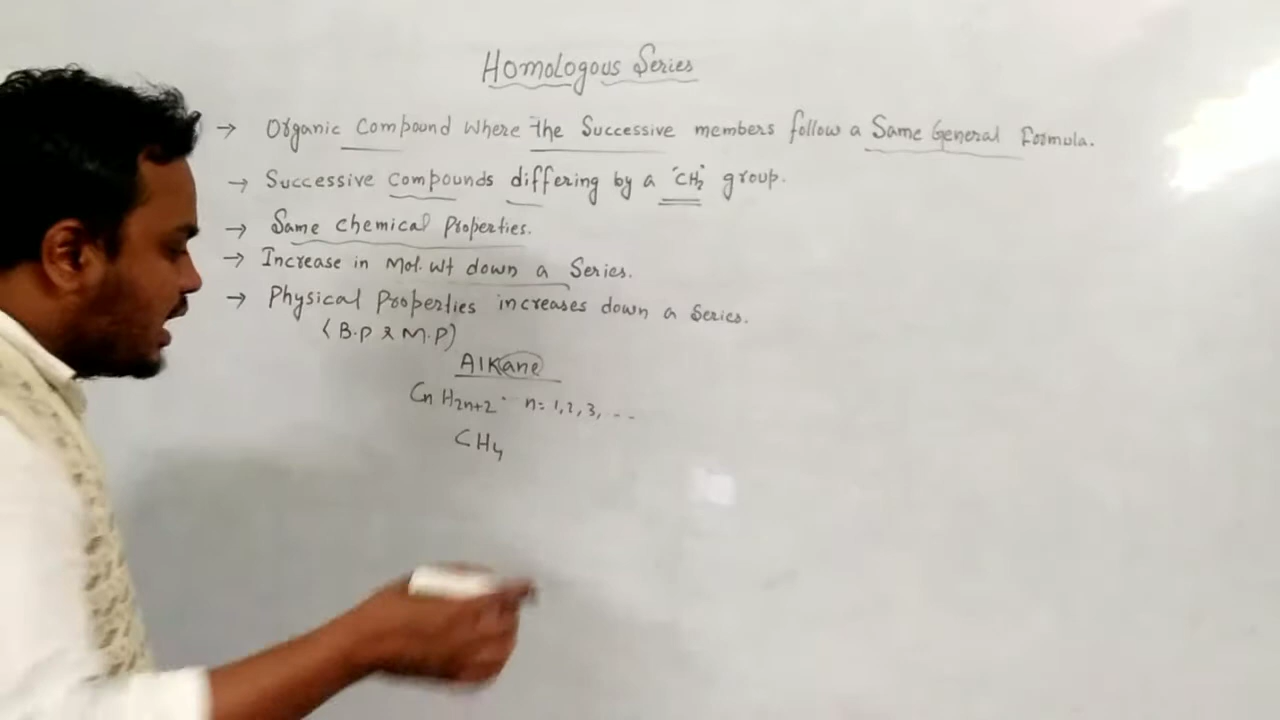 Homologous Series
→ Organic Compound Where the Successive members follow a Same General Formula.
→ Successive Compounds differing by a "CH₂" group.
→ Same chemical Properties.
→ Increase in Mol. wt down a Series.
→ Physical Properties increases down a Series.
(B.P & M.P)
Alkane
CnH2n+2 n=1,2,3, ...
CH4